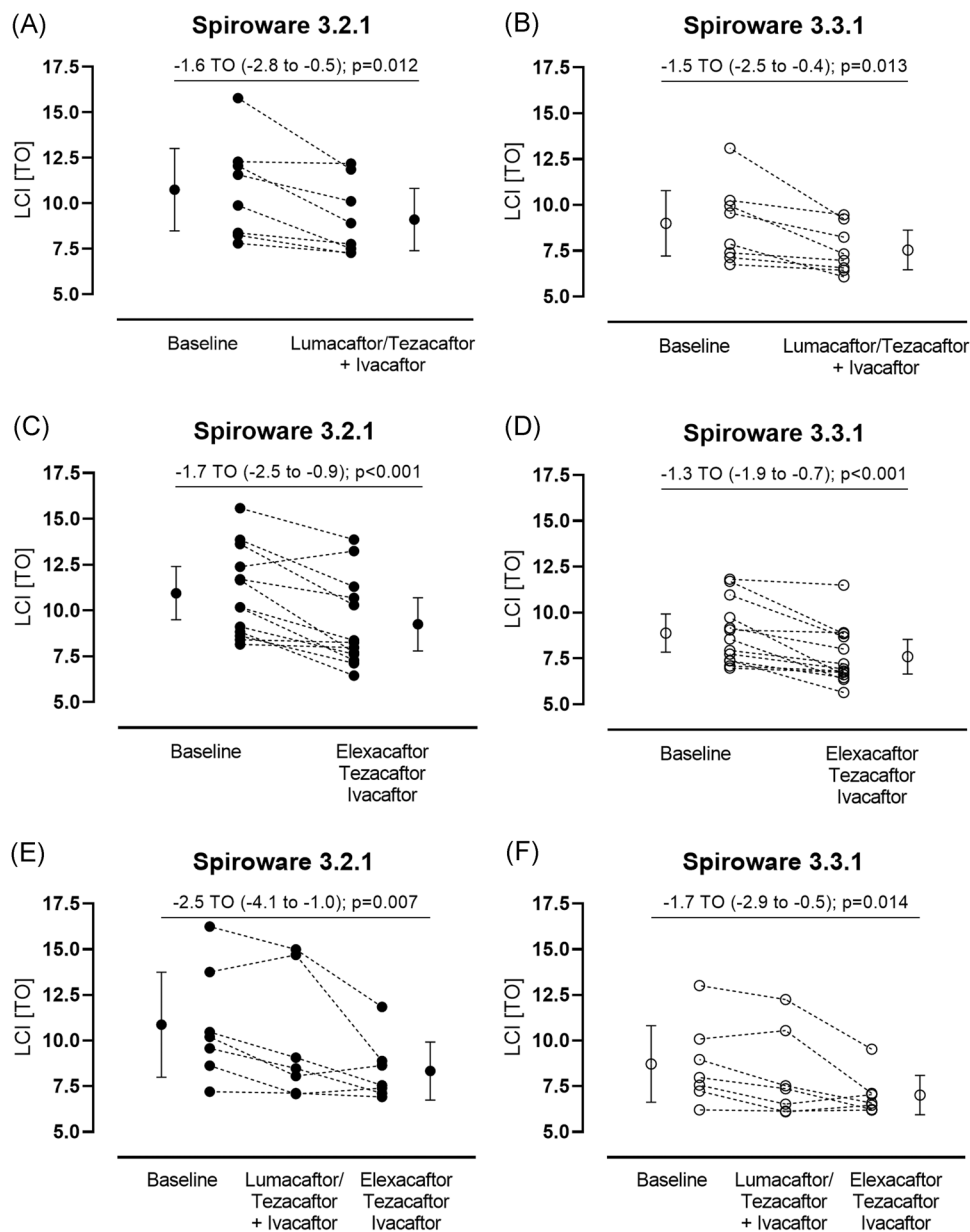 (A)
Spiroware 3.2.1
-1.6 TO (-2.8 to -0.5); p=0.012
LCI [TO]
17.5
15.0
12.5
10.0
7.5
5.0
Baseline
Lumacaftor/Tezacaftor
+ Ivacaftor
(B)
Spiroware 3.3.1
-1.5 TO (-2.5 to -0.4); p=0.013
LCI [TO]
17.5
15.0
12.5
10.0
7.5
5.0
Baseline
Lumacaftor/Tezacaftor
+ Ivacaftor
(C)
Spiroware 3.2.1
-1.7 TO (-2.5 to -0.9); p<0.001
LCI [TO]
17.5
15.0
12.5
10.0
7.5
5.0
Baseline
Elexacaftor
Tezacaftor
Ivacaftor
(D)
Spiroware 3.3.1
-1.3 TO (-1.9 to -0.7); p<0.001
LCI [TO]
17.5
15.0
12.5
10.0
7.5
5.0
Baseline
Elexacaftor
Tezacaftor
Ivacaftor
(E)
Spiroware 3.2.1
-2.5 TO (-4.1 to -1.0); p=0.007
LCI [TO]
17.5
15.0
12.5
10.0
7.5
5.0
Baseline
Lumacaftor/
Tezacaftor
+ Ivacaftor
Elexacaftor
Tezacaftor
Ivacaftor
(F)
Spiroware 3.3.1
-1.7 TO (-2.9 to -0.5); p=0.014
LCI [TO]
17.5
15.0
12.5
10.0
7.5
5.0
Baseline
Lumacaftor/
Tezacaftor
+ Ivacaftor
Elexacaftor
Tezacaftor
Ivacaftor